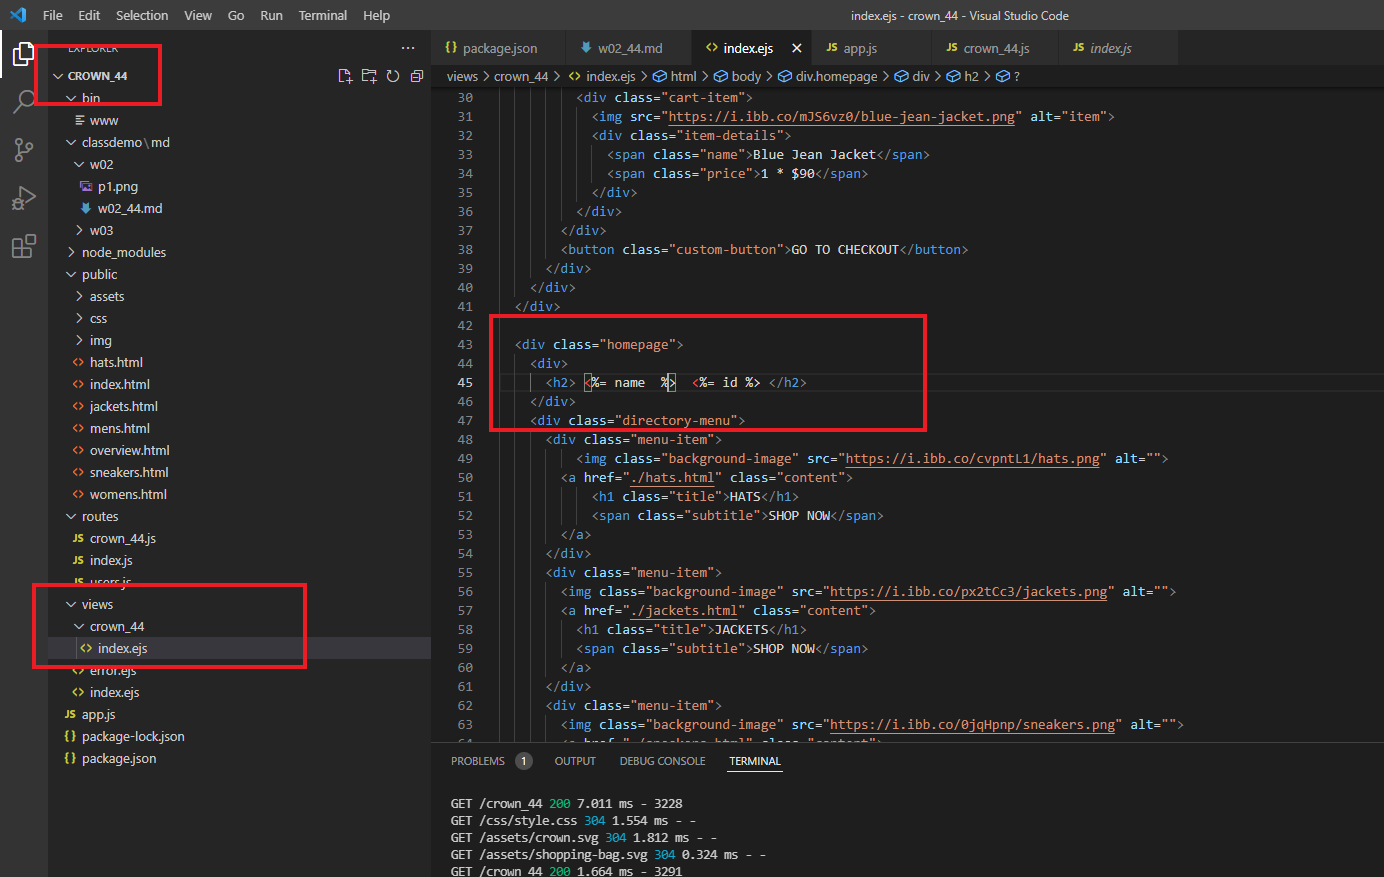 File Edit Selection View Go Run Terminal Help
index.ejs - crown_44 - Visual Studio Code
EXPLORER
CROWN_44
bin
www
classdemo\md
w02
p1.png
w02_44.md
w03
node_modules
public
assets
css
img
hats.html
index.html
jackets.html
mens.html
overview.html
sneakers.html
womens.html
routes
crown_44.js
index.js
users.js
views
crown_44
index.ejs
error.ejs
index.ejs
app.js
package-lock.json
package.json
package.json w02_44.md index.ejs app.js crown_44.js index.js
views > crown_44 > index.ejs > html > body > div.homepage > div > h2 > ?
30 <div class="cart-item">
31 <img src="https://i.ibb.co/mJS6vz0/blue-jean-jacket.png" alt="item">
32 <div class="item-details">
33 <span class="name">Blue Jean Jacket</span>
34 <span class="price">1 * $90</span>
35 </div>
36 </div>
37 </div>
38 <button class="custom-button">GO TO CHECKOUT</button>
39 </div>
40 </div>
41 </div>
42
43 <div class="homepage">
44 <div>
45 <h2> <%= name  %>  <%= id %> </h2>
46 </div>
47 <div class="directory-menu">
48 <div class="menu-item">
49 <img class="background-image" src="https://i.ibb.co/cvpntL1/hats.png" alt="">
50 <a href="./hats.html" class="content">
51 <h1 class="title">HATS</h1>
52 <span class="subtitle">SHOP NOW</span>
53 </a>
54 </div>
55 <div class="menu-item">
56 <img class="background-image" src="https://i.ibb.co/px2tCc3/jackets.png" alt="">
57 <a href="./jackets.html" class="content">
58 <h1 class="title">JACKETS</h1>
59 <span class="subtitle">SHOP NOW</span>
60 </a>
61 </div>
62 <div class="menu-item">
63 <img class="background-image" src="https://i.ibb.co/0jqHpnp/sneakers.png" alt="">
64 <a href="./sneakers.html" class="content">
PROBLEMS 1 OUTPUT DEBUG CONSOLE TERMINAL
GET /crown_44 200 7.011 ms - 3228
GET /css/style.css 304 1.554 ms - -
GET /assets/crown.svg 304 1.812 ms - -
GET /assets/shopping-bag.svg 304 0.324 ms - -
GET /crown_44 200 1.664 ms - 3291